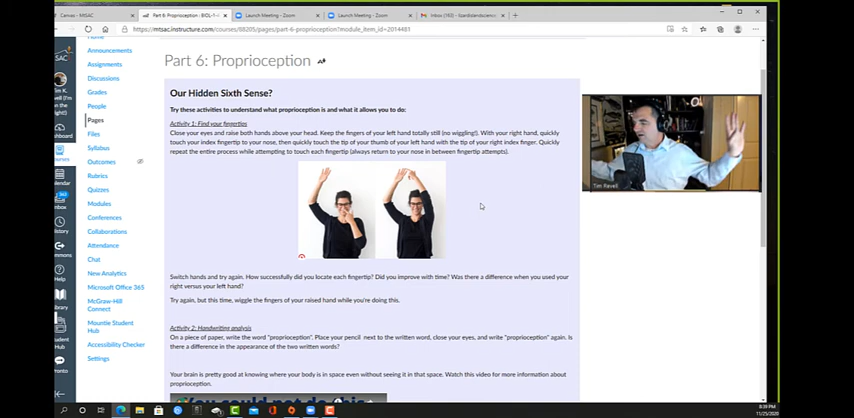 Canvas - MtSAC
Part 6: Proprioception : BIOL-1-
Launch Meeting - Zoom
Launch Meeting - Zoom
https://mtsac.instructure.com/courses/68205/pages/part-6-proprioception?module_item_id=2014481
SAC
Home
Announcements
Assignments
Discussions
Grades
People
Pages
Files
Syllabus
Outcomes
Rubrics
Quizzes
Modules
Conferences
Collaborations
Attendance
Chat
New Analytics
Microsoft Office 365
McGraw-Hill
Connect
Mountie Student
Hub
Accessibility Checker
Settings
Part 6: Proprioception
Our Hidden Sixth Sense?
Try these activities to understand what proprioception is and what it allows you to do:
Activity 1: Find your fingertips
Close your eyes and raise both hands above your head. Keep the fingers of your left hand totally still (no wiggling!). With your right hand, quickly
touch your index fingertip to your nose, then quickly touch the tip of your thumb of your left hand with the tip of your right index finger. Quickly
repeat the entire process while attempting to touch each fingertip (always return to your nose in between fingertip attempts).
Switch hands and try again. How successfully did you locate each fingertip? Did you improve with time? Was there a difference when you used your
right versus your left hand?
Try again, but this time, wiggle the fingers of your raised hand while you're doing this.
Activity 2: Handwriting analysis
On a piece of paper, write the word "proprioception". Place your pencil next to the written word, close your eyes, and write "proprioception" again. Is
there a difference in the appearance of the two written words?
Your brain is pretty good at knowing where your body is in space even without seeing it in that space. Watch this video for more information about
proprioception.
Tim Revell
8:39 PM
11/25/2020